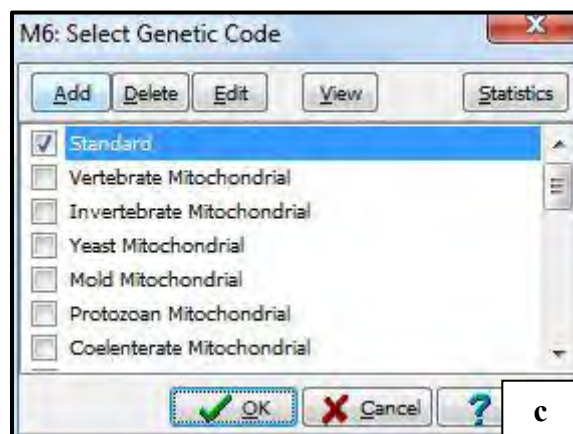 M6: Select Genetic Code
Add Delete Edit View Statistics
Standard
Vertebrate Mitochondrial
Invertebrate Mitochondrial
Yeast Mitochondrial
Mold Mitochondrial
Protozoan Mitochondrial
Coelenterate Mitochondrial
OK Cancel ? c